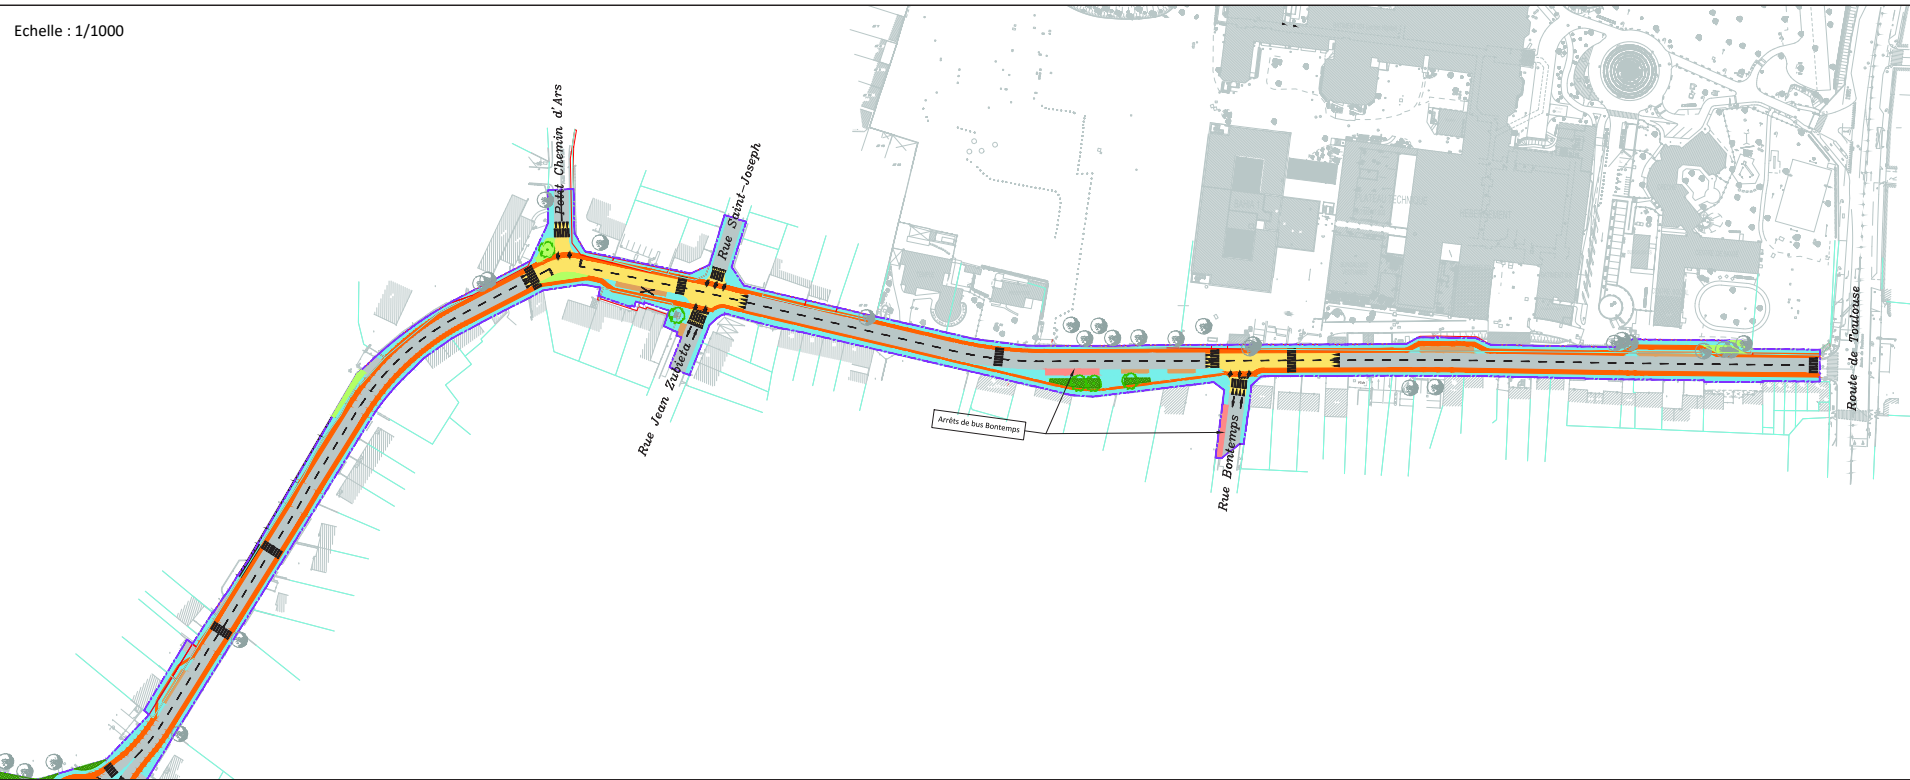 Echelle : 1/1000
Petit Chemin d'Ars
Rue Saint-Joseph
Rue Jean Zubieta
Arrêts de bus Bontemps
Rue Bontemps
Route de Toulouse